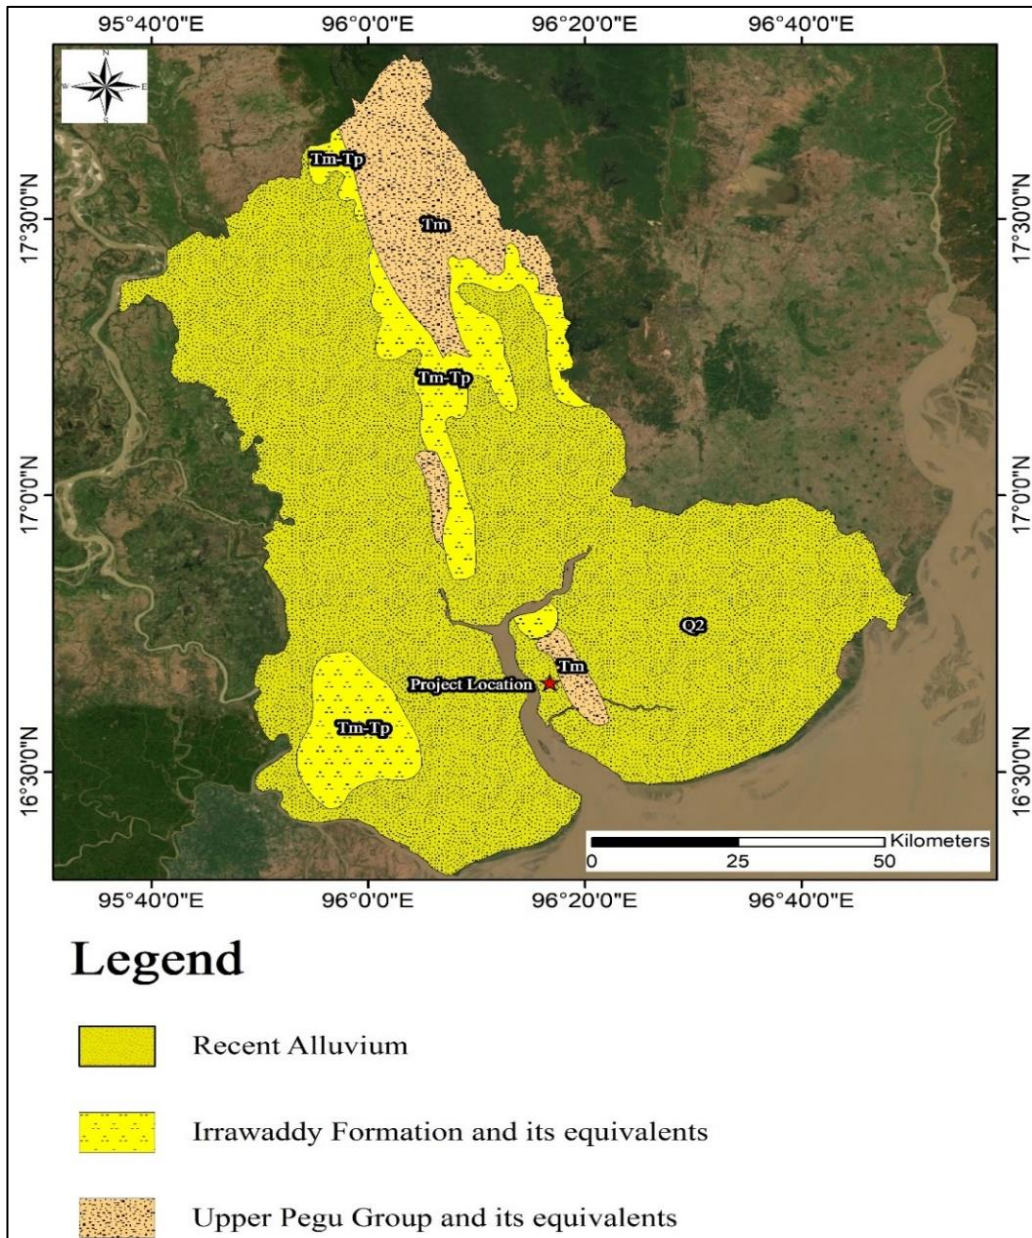 95°40'0"E 96°0'0"E 96°20'0"E 96°40'0"E
N
W E
S
Tm-Tp
17°30'0"N 17°30'0"N
Tm
Tm-Tp
17°0'0"N 17°0'0"N
Q2
Tm
Project Location
Tm-Tp
16°30'0"N 16°30'0"N
Kilometers
0 25 50
95°40'0"E 96°0'0"E 96°20'0"E 96°40'0"E
Legend
Recent Alluvium
Irrawaddy Formation and its equivalents
Upper Pegu Group and its equivalents